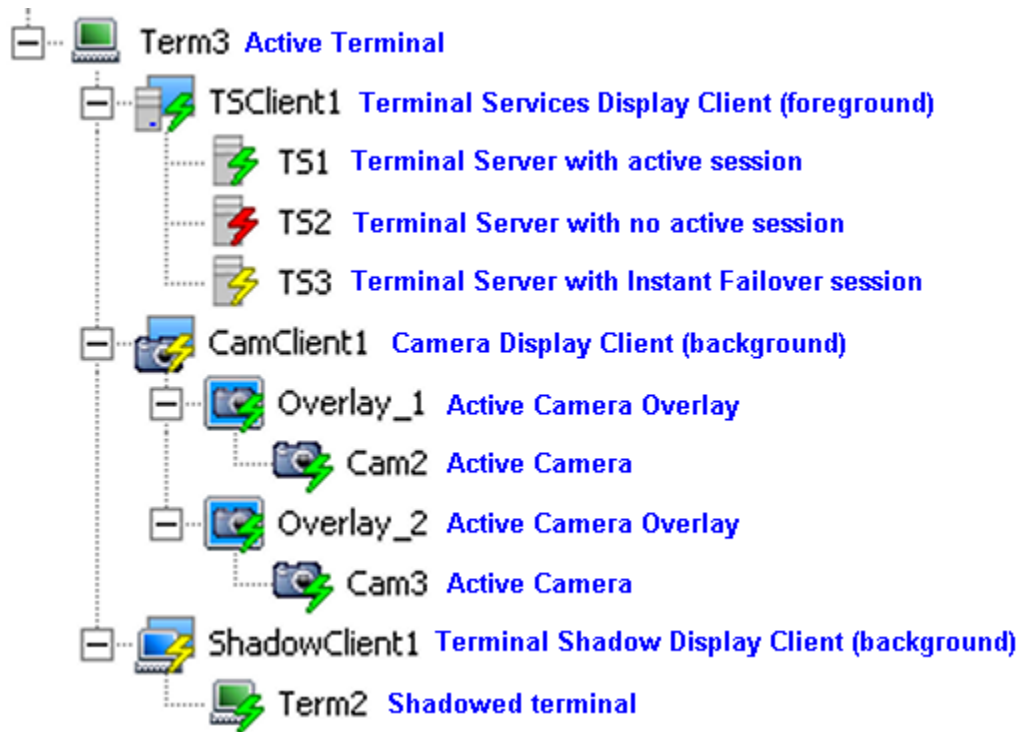 Term3 Active Terminal
TSClient1 Terminal Services Display Client (foreground)
TS1 Terminal Server with active session
TS2 Terminal Server with no active session
TS3 Terminal Server with Instant Failover session
CamClient1 Camera Display Client (background)
Overlay_1 Active Camera Overlay
Cam2 Active Camera
Overlay_2 Active Camera Overlay
Cam3 Active Camera
ShadowClient1 Terminal Shadow Display Client (background)
Term2 Shadowed terminal